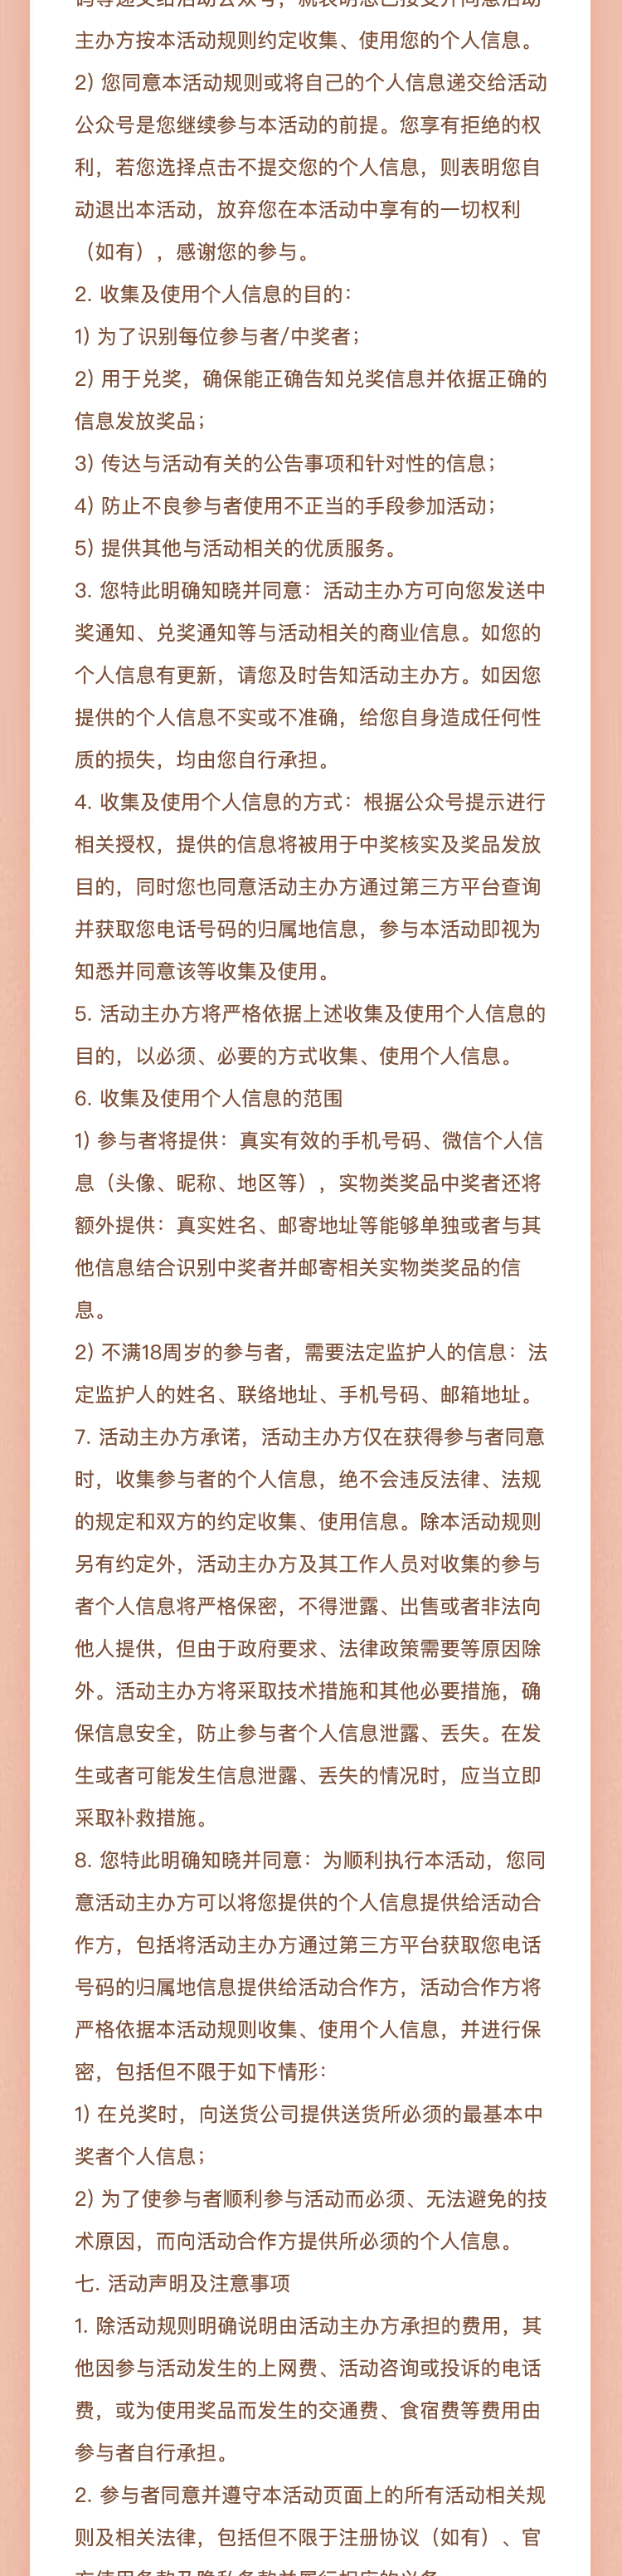 码等递交给活动公众号，就表明您已接受并同意活动
主办方按本活动规则约定收集、使用您的个人信息。
2) 您同意本活动规则或将自己的个人信息递交给活动
公众号是您继续参与本活动的前提。您享有拒绝的权
利，若您选择点击不提交您的个人信息，则表明您自
动退出本活动，放弃您在本活动中享有的一切权利
（如有），感谢您的参与。
2. 收集及使用个人信息的目的：
1) 为了识别每位参与者/中奖者；
2) 用于兑奖，确保能正确告知兑奖信息并依据正确的
信息发放奖品；
3) 传达与活动有关的公告事项和针对性的信息；
4) 防止不良参与者使用不正当的手段参加活动；
5) 提供其他与活动相关的优质服务。
3. 您特此明确知晓并同意：活动主办方可向您发送中
奖通知、兑奖通知等与活动相关的商业信息。如您的
个人信息有更新，请您及时告知活动主办方。如因您
提供的个人信息不实或不准确，给您自身造成任何性
质的损失，均由您自行承担。
4. 收集及使用个人信息的方式：根据公众号提示进行
相关授权，提供的信息将被用于中奖核实及奖品发放
目的，同时您也同意活动主办方通过第三方平台查询
并获取您电话号码的归属地信息，参与本活动即视为
知悉并同意该等收集及使用。
5. 活动主办方将严格依据上述收集及使用个人信息的
目的，以必须、必要的方式收集、使用个人信息。
6. 收集及使用个人信息的范围
1) 参与者将提供：真实有效的手机号码、微信个人信
息（头像、昵称、地区等），实物类奖品中奖者还将
额外提供：真实姓名、邮寄地址等能够单独或者与其
他信息结合识别中奖者并邮寄相关实物类奖品的信
息。
2) 不满18周岁的参与者，需要法定监护人的信息：法
定监护人的姓名、联络地址、手机号码、邮箱地址。
7. 活动主办方承诺，活动主办方仅在获得参与者同意
时，收集参与者的个人信息，绝不会违反法律、法规
的规定和双方的约定收集、使用信息。除本活动规则
另有约定外，活动主办方及其工作人员对收集的参与
者个人信息将严格保密，不得泄露、出售或者非法向
他人提供，但由于政府要求、法律政策需要等原因除
外。活动主办方将采取技术措施和其他必要措施，确
保信息安全，防止参与者个人信息泄露、丢失。在发
生或者可能发生信息泄露、丢失的情况时，应当立即
采取补救措施。
8. 您特此明确知晓并同意：为顺利执行本活动，您同
意活动主办方可以将您提供的个人信息提供给活动合
作方，包括将活动主办方通过第三方平台获取您电话
号码的归属地信息提供给活动合作方，活动合作方将
严格依据本活动规则收集、使用个人信息，并进行保
密，包括但不限于如下情形：
1) 在兑奖时，向送货公司提供送货所必须的最基本中
奖者个人信息；
2) 为了使参与者顺利参与活动而必须、无法避免的技
术原因，而向活动合作方提供所必须的个人信息。
七. 活动声明及注意事项
1. 除活动规则明确说明由活动主办方承担的费用，其
他因参与活动发生的上网费、活动咨询或投诉的电话
费，或为使用奖品而发生的交通费、食宿费等费用由
参与者自行承担。
2. 参与者同意并遵守本活动页面上的所有活动相关规
则及相关法律，包括但不限于注册协议（如有）、官